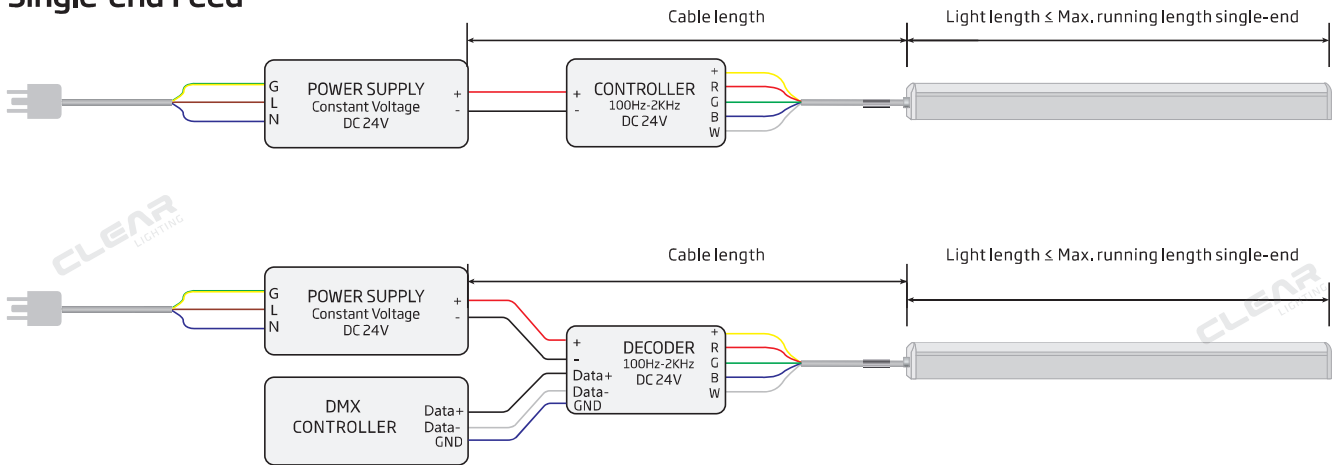 Single-end Feed
Cable length
Light length ≤ Max. running length single-end
POWER SUPPLY
Constant Voltage
DC 24V
G
L
N
+
-
+
-
CONTROLLER
100Hz-2KHz
DC 24V
+
R
G
B
W
CLEAR
LIGHTING
Cable length
Light length ≤ Max. running length single-end
POWER SUPPLY
Constant Voltage
DC 24V
G
L
N
+
-
+
-
Data+
Data-
GND
DECODER
100Hz-2KHz
DC 24V
+
R
G
B
W
CLEAR
LIGHTING
DMX
CONTROLLER
Data+
Data-
GND